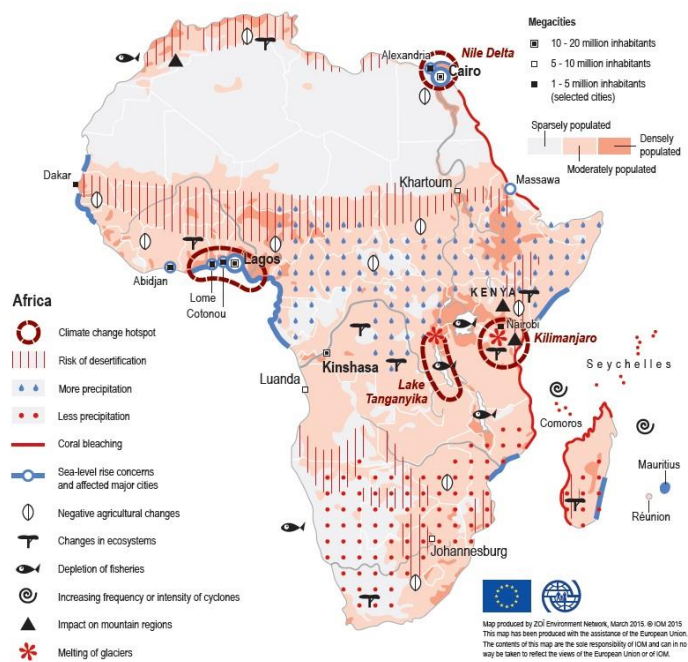 Megacities
10 - 20 million inhabitants
5 - 10 million inhabitants
1 - 5 million inhabitants
(selected cities)
Sparsely populated
Densely
populated
Moderately populated
Alexandria
Nile Delta
Cairo
Dakar
Khartoum
Massawa
Lagos
Abidjan
Lomé
Cotonou
KENYA
Nairobi
Kilimanjaro
Kinshasa
Luanda
Lake
Tanganyika
Seychelles
Comoros
Mauritius
Réunion
Johannesburg
Africa
Climate change hotspot
Risk of desertification
More precipitation
Less precipitation
Coral bleaching
Sea-level rise concerns
and affected major cities
Negative agricultural changes
Changes in ecosystems
Depletion of fisheries
Increasing frequency or intensity of cyclones
Impact on mountain regions
Melting of glaciers
Map produced by ZOÏ Environment Network, March 2015. © IOM 2015
This map has been produced with the assistance of the European Union.
The contents of this map are the sole responsibility of IOM and can in no
way be taken to reflect the views of the European Union or of IOM.